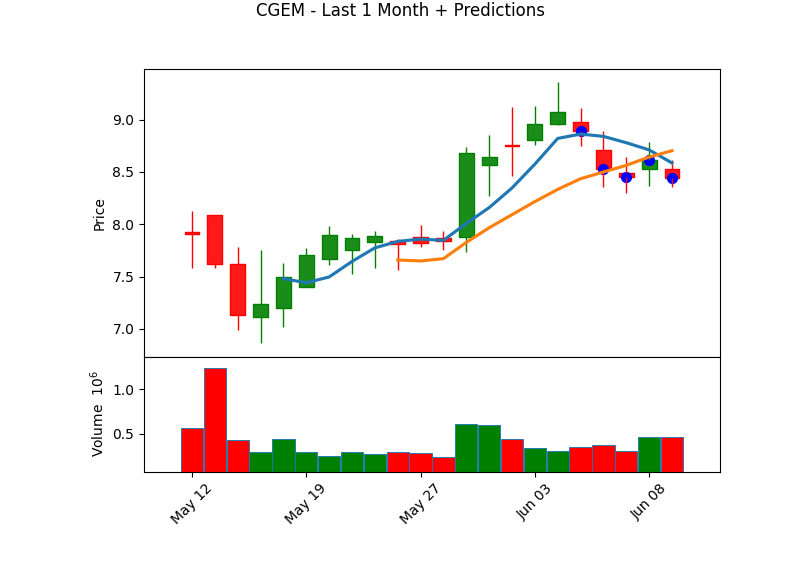 CGEM - Last 1 Month + Predictions
Price
9.0
8.5
8.0
7.5
7.0
Volume 10^6
1.0
0.5
May 12
May 19
May 27
Jun 03
Jun 08